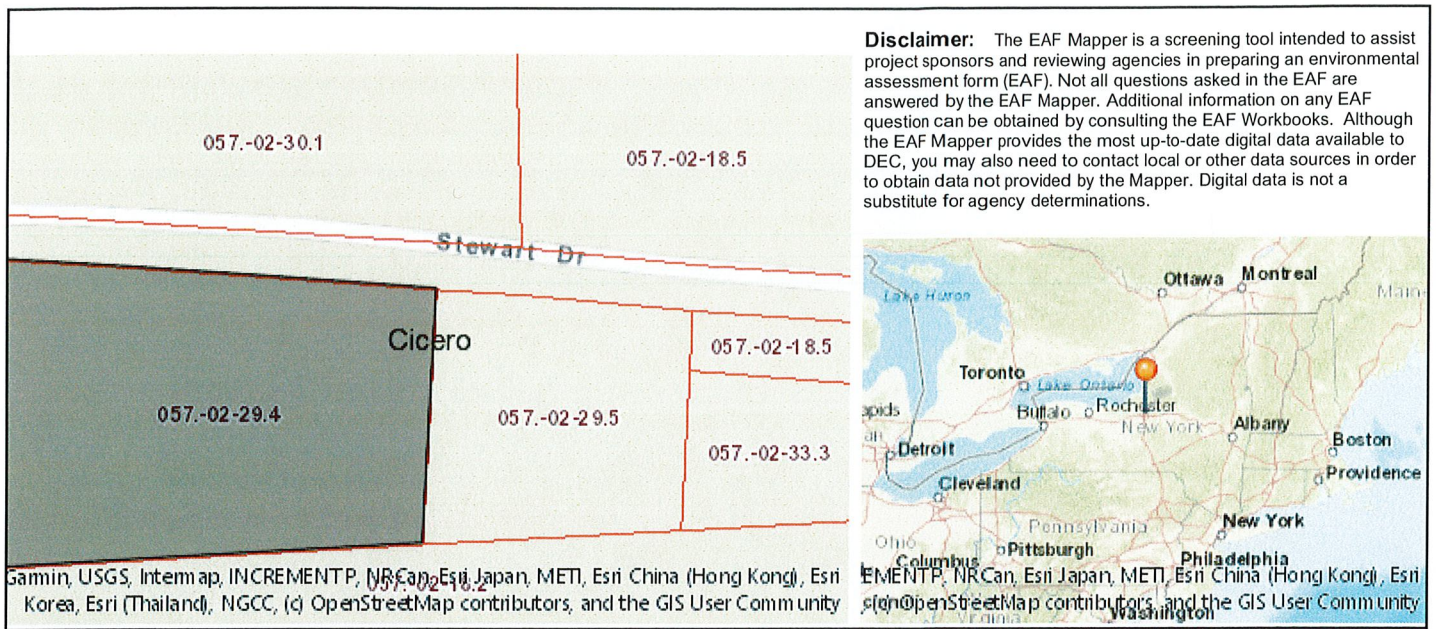 057.-02-30.1
057.-02-18.5
Stewart Dr
Cicero
057.-02-18.5
057.-02-29.4
057.-02-29.5
057.-02-33.3
Garmin, USGS, Intermap, INCREMENTP, NRCan, Esri Japan, METI, Esri China (Hong Kong), Esri
Korea, Esri (Thailand), NGCC, (c) OpenStreetMap contributors, and the GIS User Community
Disclaimer: The EAF Mapper is a screening tool intended to assist
project sponsors and reviewing agencies in preparing an environmental
assessment form (EAF). Not all questions asked in the EAF are
answered by the EAF Mapper. Additional information on any EAF
question can be obtained by consulting the EAF Workbooks. Although
the EAF Mapper provides the most up-to-date digital data available to
DEC, you may also need to contact local or other data sources in order
to obtain data not provided by the Mapper. Digital data is not a
substitute for agency determinations.
Ottawa
Montreal
Lake Huron
Toronto
Lake Ontario
apids
Buffalo
Rochester
New York
Albany
Detroit
Boston
Providence
Cleveland
New York
Pennsylvania
Ohio
Pittsburgh
Columbus
Philadelphia
EMENTP, NRCan, Esri Japan, METI, Esri China (Hong Kong), Esri
OpenStreetMap contributors, and the GIS User Community
Washington
Virginia